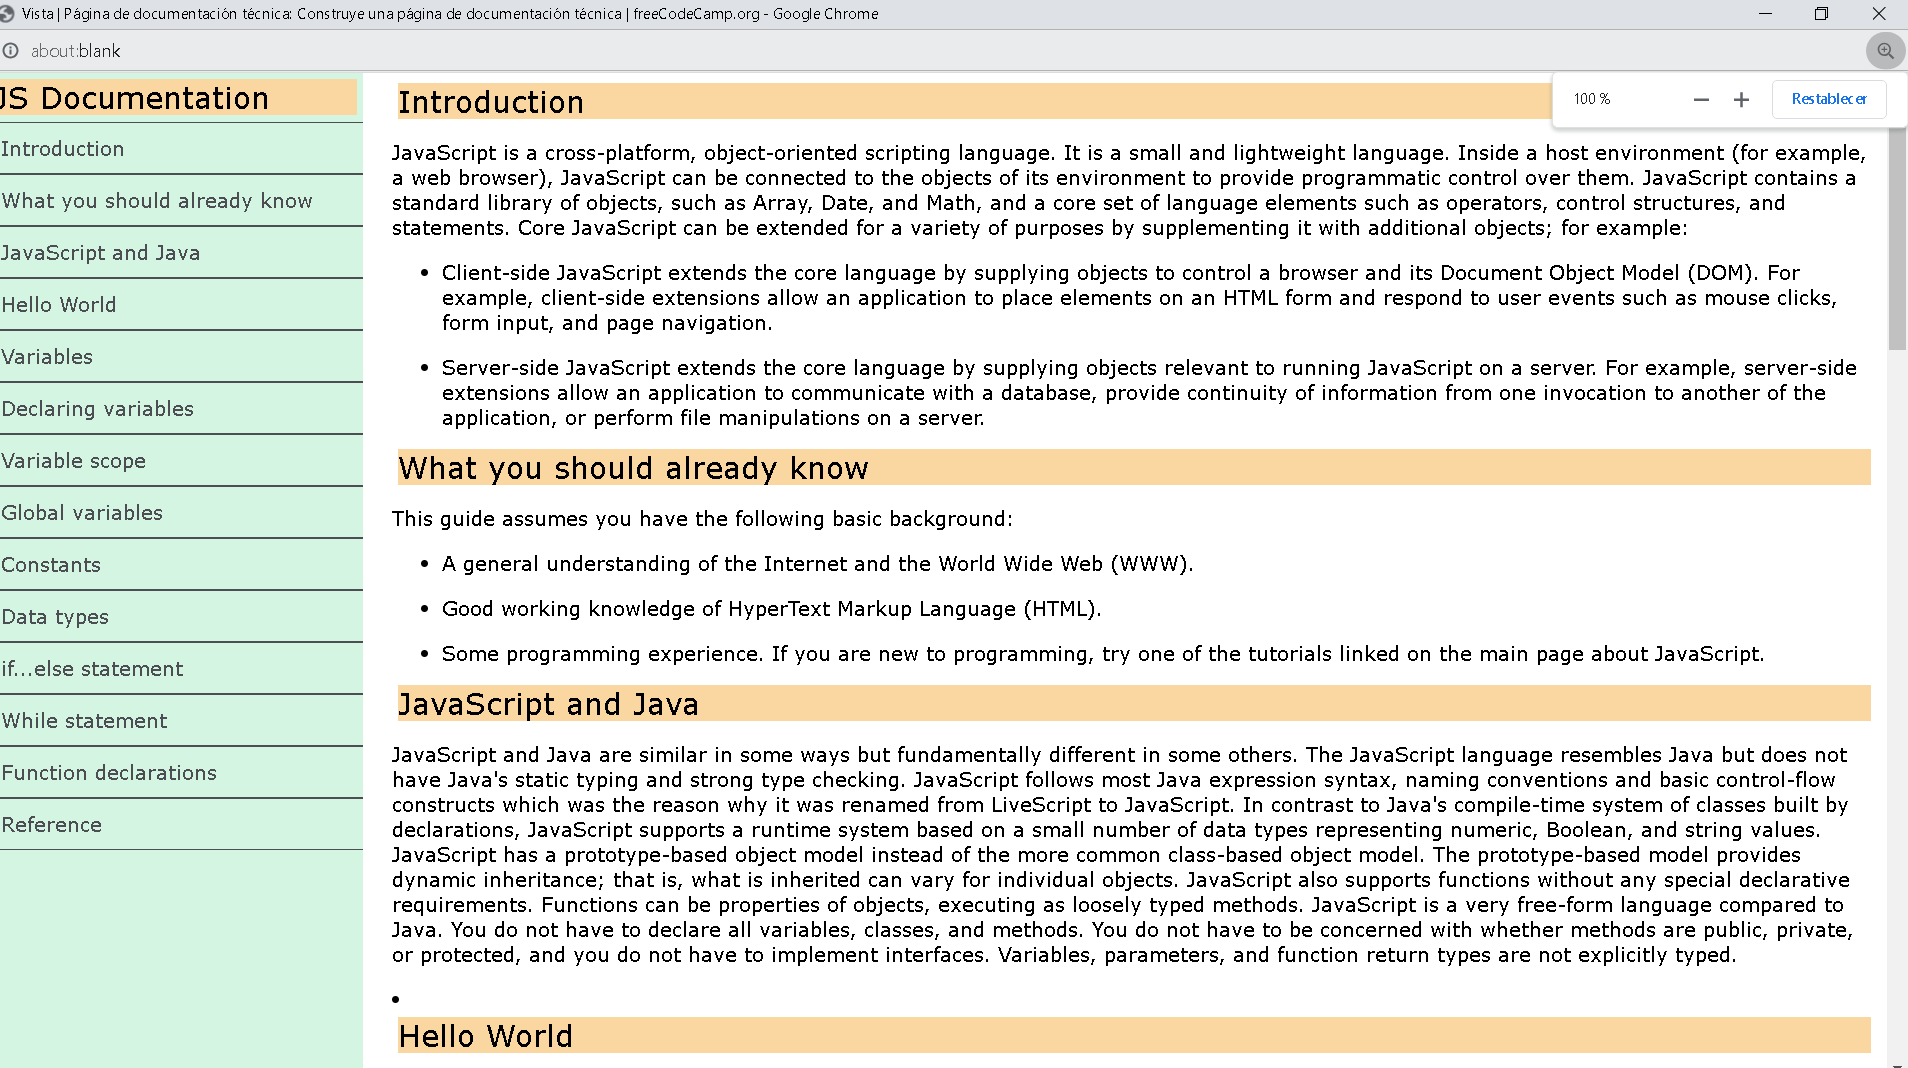 Vista | Página de documentación técnica: Construye una página de documentación técnica | freeCodeCamp.org - Google Chrome
about:blank
100 %
Restablecer
JS Documentation
Introduction
What you should already know
JavaScript and Java
Hello World
Variables
Declaring variables
Variable scope
Global variables
Constants
Data types
if...else statement
While statement
Function declarations
Reference
Introduction
JavaScript is a cross-platform, object-oriented scripting language. It is a small and lightweight language. Inside a host environment (for example,
a web browser), JavaScript can be connected to the objects of its environment to provide programmatic control over them. JavaScript contains a
standard library of objects, such as Array, Date, and Math, and a core set of language elements such as operators, control structures, and
statements. Core JavaScript can be extended for a variety of purposes by supplementing it with additional objects; for example:
• Client-side JavaScript extends the core language by supplying objects to control a browser and its Document Object Model (DOM). For
example, client-side extensions allow an application to place elements on an HTML form and respond to user events such as mouse clicks,
form input, and page navigation.
• Server-side JavaScript extends the core language by supplying objects relevant to running JavaScript on a server. For example, server-side
extensions allow an application to communicate with a database, provide continuity of information from one invocation to another of the
application, or perform file manipulations on a server.
What you should already know
This guide assumes you have the following basic background:
• A general understanding of the Internet and the World Wide Web (WWW).
• Good working knowledge of HyperText Markup Language (HTML).
• Some programming experience. If you are new to programming, try one of the tutorials linked on the main page about JavaScript.
JavaScript and Java
JavaScript and Java are similar in some ways but fundamentally different in some others. The JavaScript language resembles Java but does not
have Java's static typing and strong type checking. JavaScript follows most Java expression syntax, naming conventions and basic control-flow
constructs which was the reason why it was renamed from LiveScript to JavaScript. In contrast to Java's compile-time system of classes built by
declarations, JavaScript supports a runtime system based on a small number of data types representing numeric, Boolean, and string values.
JavaScript has a prototype-based object model instead of the more common class-based object model. The prototype-based model provides
dynamic inheritance; that is, what is inherited can vary for individual objects. JavaScript also supports functions without any special declarative
requirements. Functions can be properties of objects, executing as loosely typed methods. JavaScript is a very free-form language compared to
Java. You do not have to declare all variables, classes, and methods. You do not have to be concerned with whether methods are public, private,
or protected, and you do not have to implement interfaces. Variables, parameters, and function return types are not explicitly typed.
•
Hello World